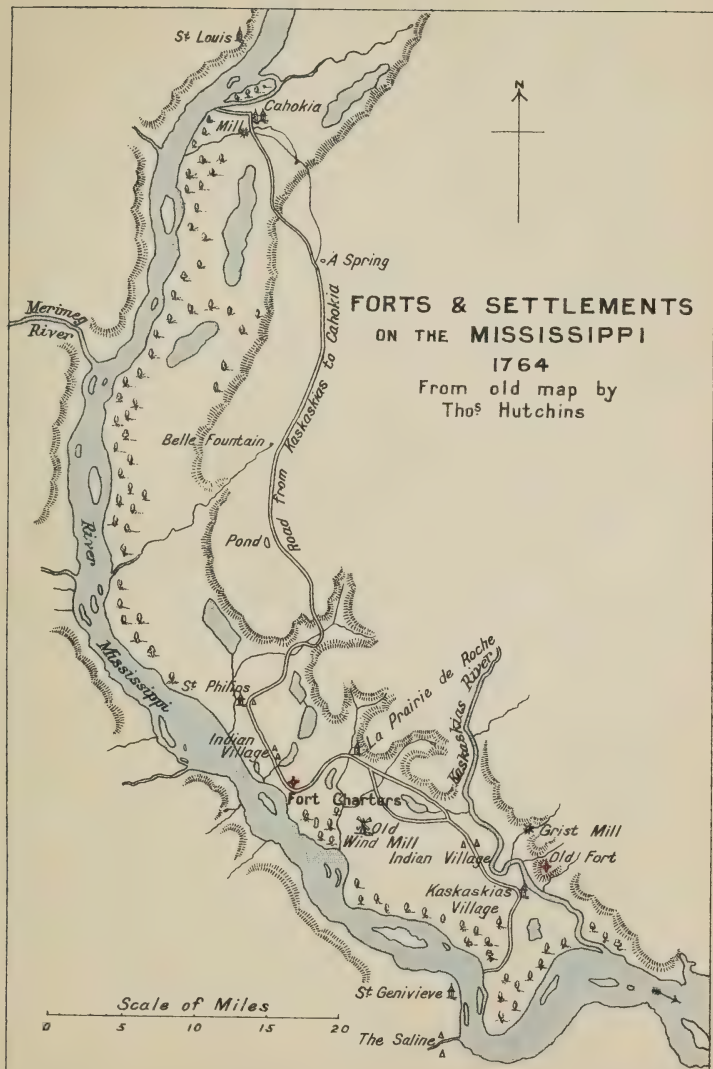 St Louis
Cahokia
Mill
N
A Spring
FORTS & SETTLEMENTS
ON THE MISSISSIPPI
1764
From old map by
Thos Hutchins
Merimeg
River
Road from Kaskaskias to Cahokia
Belle Fountain
Pond
River
Mississippi
St Philips
La Prairie de Roche
Kaskaskias
River
Indian
Village
Fort Charters
Old
Wind Mill
Grist Mill
Indian Village
Old Fort
Kaskaskias
Village
St Genivieve
Scale of Miles
0 5 10 15 20
The Saline